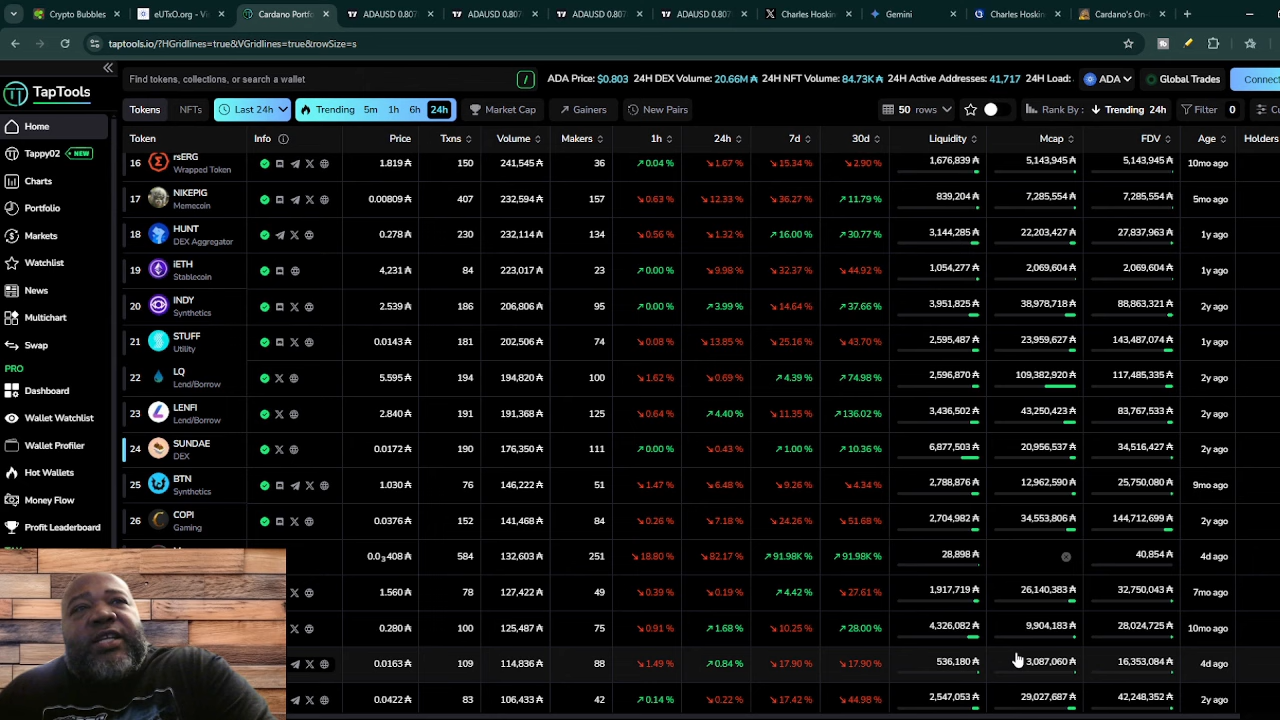 Crypto Bubbles
eUTxO.org - Vi
Cardano Portfo
ADAUSD 0.807
ADAUSD 0.807
ADAUSD 0.807
ADAUSD 0.807
Charles Hoskin
Gemini
Charles Hoskin
Cardano's On-C
taptools.io/?HGridlines=true&VGridlines=true&rowSize=s
TapTools
Find tokens, collections, or search a wallet
/
ADA Price: $0.803 24H DEX Volume: 20.66M ₳ 24H NFT Volume: 84.73K ₳ 24H Active Addresses: 41,717 24H Load:
ADA
Global Trades
Connect
Tokens NFTs Last 24h Trending 5m 1h 6h 24h Market Cap Gainers New Pairs 50 rows Rank By : Trending 24h Filter 0 Cu
Home
Tappy02 NEW
Charts
Portfolio
Markets
Watchlist
News
Multichart
Swap
PRO
Dashboard
Wallet Watchlist
Wallet Profiler
Hot Wallets
Money Flow
Profit Leaderboard
Token Info Price Txns Volume Makers 1h 24h 7d 30d Liquidity Mcap FDV Age Holders
16 rsERG 1.819 ₳ 150 241,545 ₳ 36 0.04 % 1.67 % 15.34 % 2.90 % 1,676,839 ₳ 5,143,945 ₳ 5,143,945 ₳ 10mo ago
Wrapped Token
17 NIKEPIG 0.00809 ₳ 407 232,594 ₳ 157 0.63 % 12.33 % 36.27 % 11.79 % 839,204 ₳ 7,285,554 ₳ 7,285,554 ₳ 5mo ago
Memecoin
18 HUNT 0.278 ₳ 230 232,114 ₳ 134 0.56 % 1.32 % 16.00 % 30.77 % 3,144,285 ₳ 22,203,427 ₳ 27,837,963 ₳ 1y ago
DEX Aggregator
19 iETH 4,231 ₳ 84 223,017 ₳ 23 0.00 % 9.98 % 32.37 % 44.92 % 1,054,277 ₳ 2,069,604 ₳ 2,069,604 ₳ 1y ago
Stablecoin
20 INDY 2.539 ₳ 186 206,806 ₳ 95 0.00 % 3.99 % 14.64 % 37.66 % 3,951,825 ₳ 38,978,718 ₳ 88,863,321 ₳ 2y ago
Synthetics
21 STUFF 0.0143 ₳ 181 202,506 ₳ 74 0.08 % 13.85 % 25.16 % 43.70 % 2,595,487 ₳ 23,959,627 ₳ 143,487,074 ₳ 1y ago
Utility
22 LQ 5.595 ₳ 194 194,820 ₳ 100 1.62 % 0.69 % 4.39 % 74.98 % 2,596,870 ₳ 109,382,920 ₳ 117,485,335 ₳ 2y ago
Lend/Borrow
23 LENFI 2.840 ₳ 191 191,368 ₳ 125 0.64 % 4.40 % 11.35 % 136.02 % 3,436,502 ₳ 43,250,423 ₳ 83,767,533 ₳ 2y ago
Lend/Borrow
24 SUNDAE 0.0172 ₳ 190 176,350 ₳ 111 0.00 % 0.43 % 1.00 % 10.36 % 6,877,503 ₳ 20,956,537 ₳ 34,516,427 ₳ 2y ago
DEX
25 BTN 1.030 ₳ 76 146,222 ₳ 51 1.47 % 6.48 % 9.26 % 4.34 % 2,788,876 ₳ 12,962,590 ₳ 25,750,080 ₳ 9mo ago
Synthetics
26 COPI 0.0376 ₳ 152 141,468 ₳ 84 0.26 % 7.18 % 24.26 % 51.68 % 2,704,982 ₳ 34,553,806 ₳ 144,712,699 ₳ 2y ago
Gaming
0.0₃408 ₳ 584 132,603 ₳ 251 18.80 % 82.17 % 91.98K % 91.98K % 28,898 ₳ 40,854 ₳ 4d ago
1.560 ₳ 78 127,422 ₳ 49 0.39 % 0.19 % 4.42 % 27.61 % 1,917,719 ₳ 26,140,383 ₳ 32,750,043 ₳ 7mo ago
0.280 ₳ 100 125,487 ₳ 75 0.91 % 1.68 % 10.25 % 28.00 % 4,326,082 ₳ 9,904,183 ₳ 28,024,725 ₳ 10mo ago
0.0193 ₳ 109 114,836 ₳ 88 1.49 % 0.84 % 17.90 % 17.90 % 536,180 ₳ 3,087,060 ₳ 16,353,084 ₳ 4d ago
0.0422 ₳ 83 106,433 ₳ 42 0.14 % 0.22 % 17.42 % 44.98 % 2,547,053 ₳ 29,027,687 ₳ 42,248,352 ₳ 2y ago